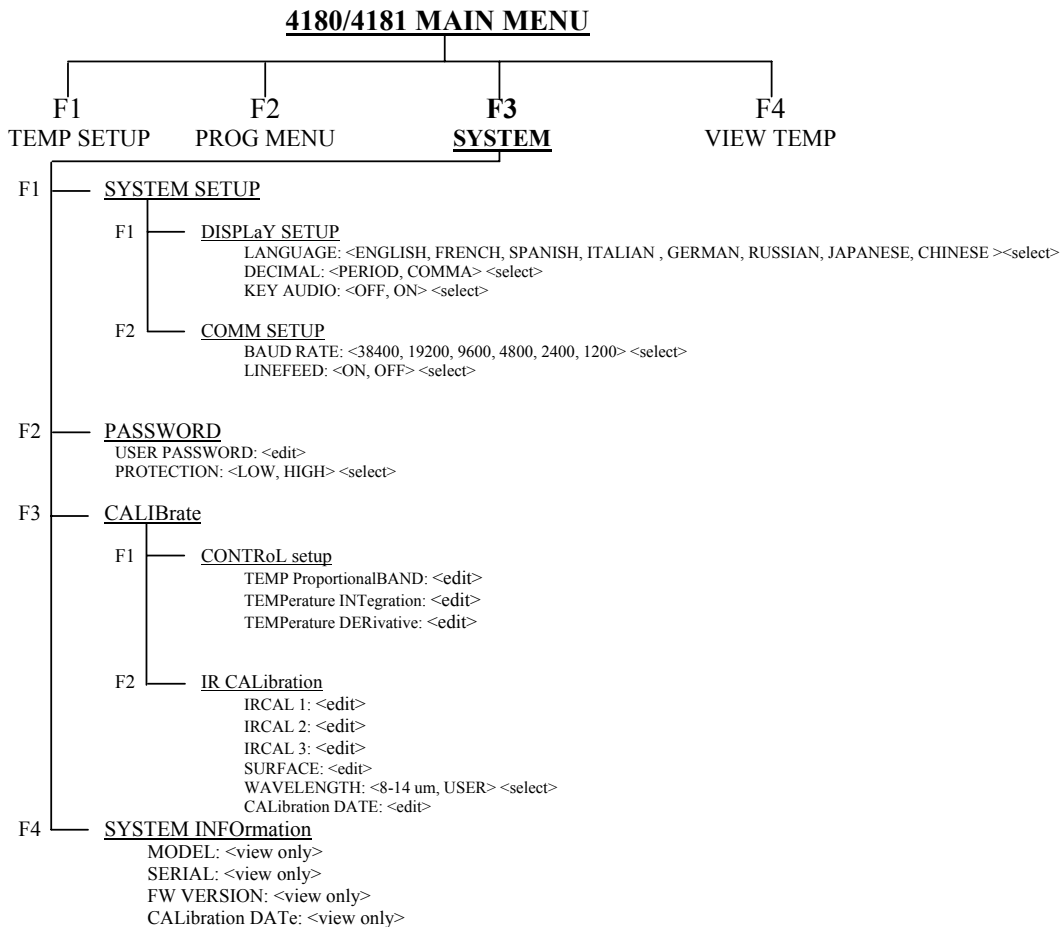 4180/4181 MAIN MENU
F1 F2 F3 F4
TEMP SETUP PROG MENU SYSTEM VIEW TEMP
F1 SYSTEM SETUP
F1 DISPLaY SETUP
LANGUAGE: <ENGLISH, FRENCH, SPANISH, ITALIAN , GERMAN, RUSSIAN, JAPANESE, CHINESE ><select>
DECIMAL: <PERIOD, COMMA> <select>
KEY AUDIO: <OFF, ON> <select>
F2 COMM SETUP
BAUD RATE: <38400, 19200, 9600, 4800, 2400, 1200> <select>
LINEFEED: <ON, OFF> <select>
F2 PASSWORD
USER PASSWORD: <edit>
PROTECTION: <LOW, HIGH> <select>
F3 CALIBrate
F1 CONTRoL setup
TEMP ProportionalBAND: <edit>
TEMPerature INTegration: <edit>
TEMPerature DERivative: <edit>
F2 IR CALibration
IRCAL 1: <edit>
IRCAL 2: <edit>
IRCAL 3: <edit>
SURFACE: <edit>
WAVELENGTH: <8-14 um, USER> <select>
CALibration DATE: <edit>
F4 SYSTEM INFOrmation
MODEL: <view only>
SERIAL: <view only>
FW VERSION: <view only>
CALibration DATe: <view only>